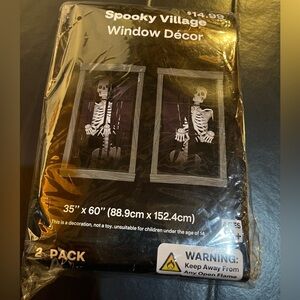 $14.99
Spooky Village
Window Décor
35" x 60" (88.9cm x 152.4cm)
This is a decoration, not a toy. unsuitable for children under the age of 14
2 PACK
WARNING:
Keep Away From
Any Open Flame